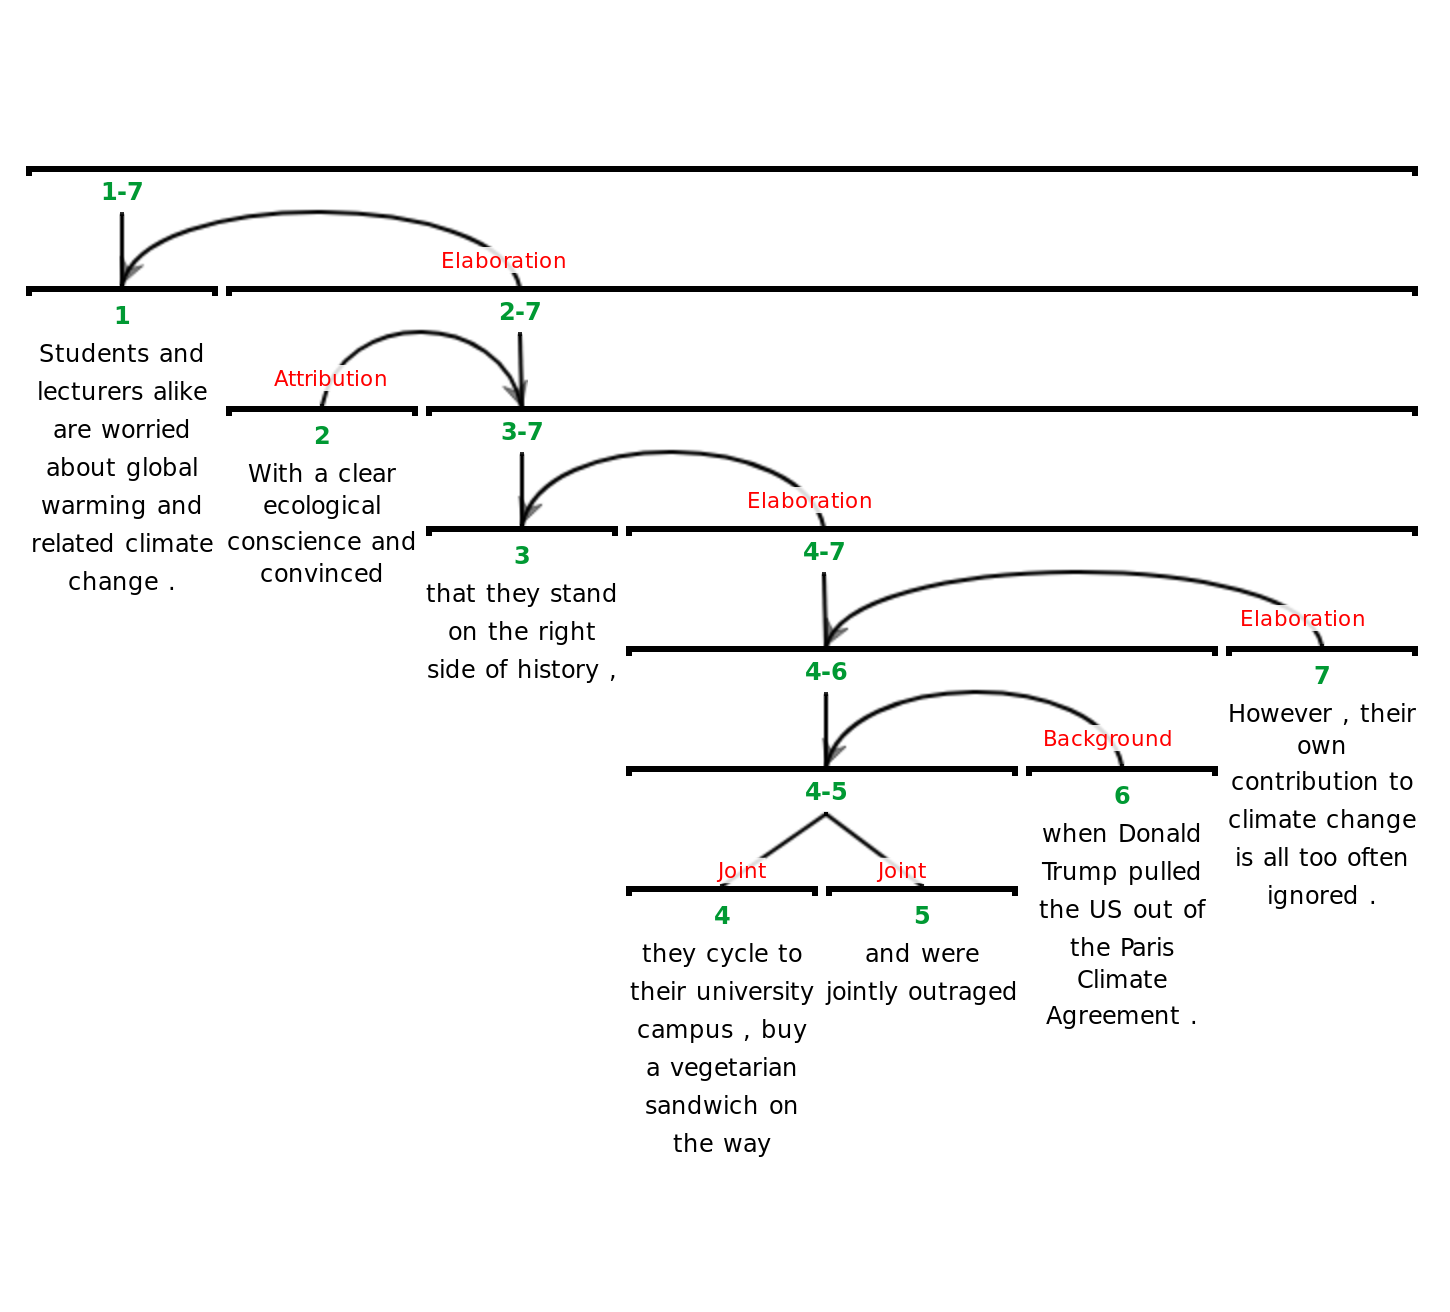 1-7
Elaboration
1
Students and
lecturers alike
are worried
about global
warming and
related climate
change .
2-7
Attribution
2
With a clear
ecological
conscience and
convinced
3-7
Elaboration
3
that they stand
on the right
side of history ,
4-7
Elaboration
4-6
Background
4-5
Joint
Joint
4
they cycle to
their university
campus , buy
a vegetarian
sandwich on
the way
5
and were
jointly outraged
6
when Donald
Trump pulled
the US out of
the Paris
Climate
Agreement .
7
However , their
own
contribution to
climate change
is all too often
ignored .